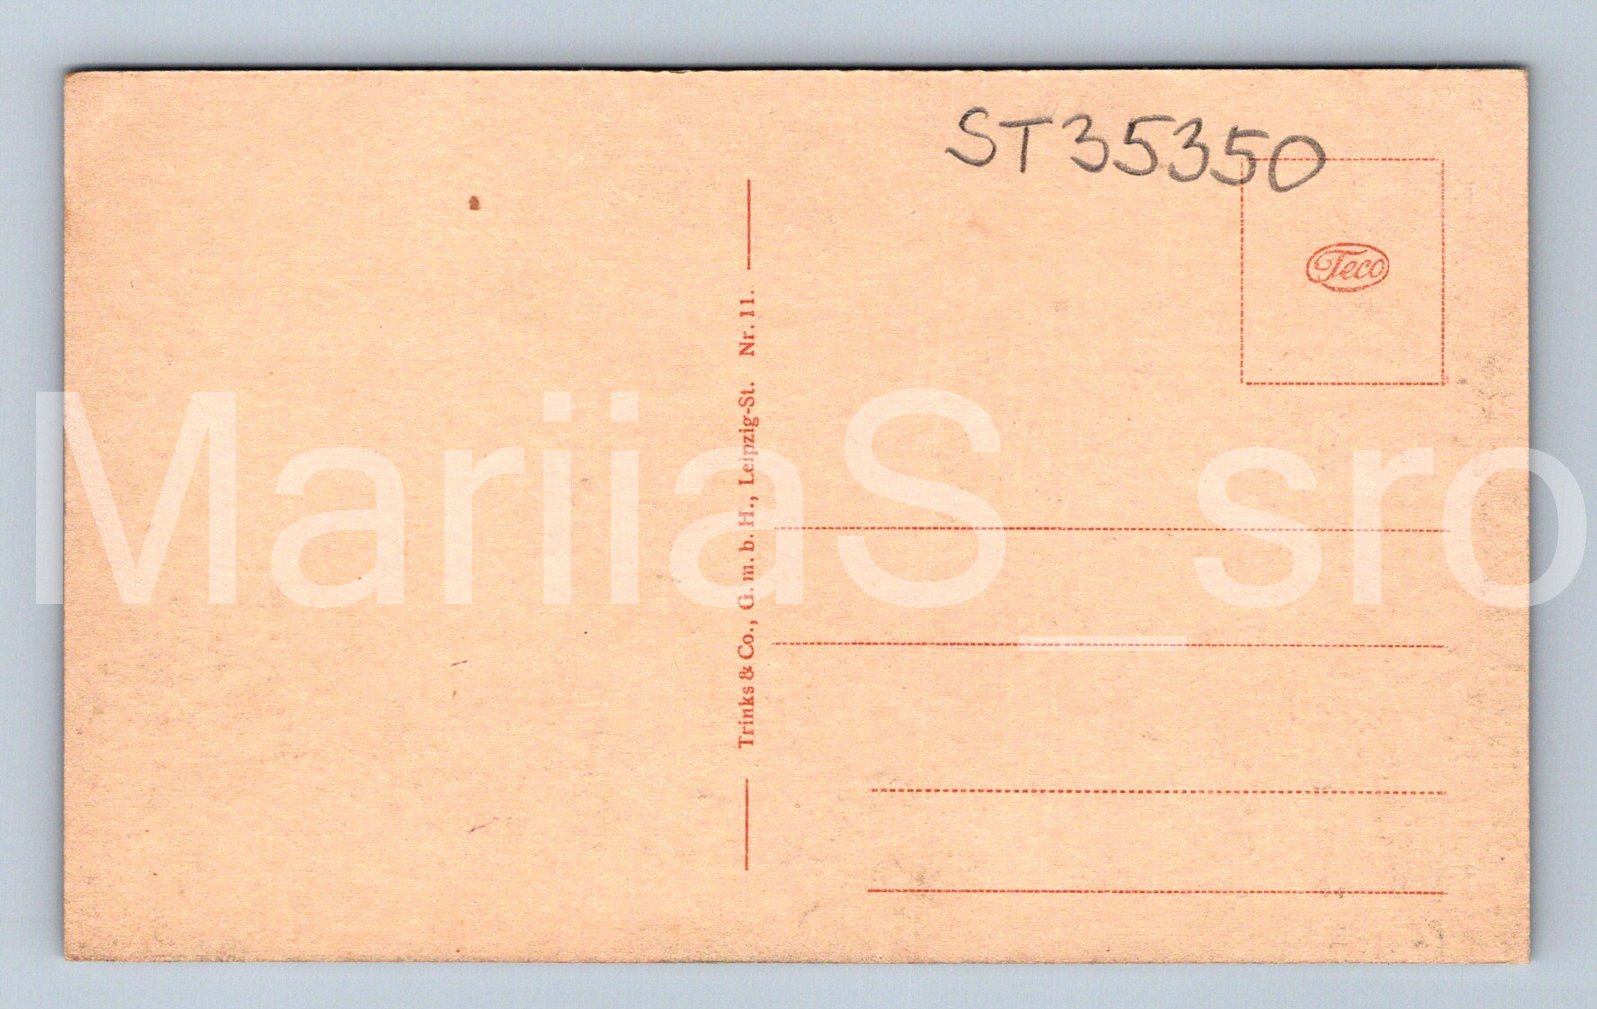 ST35350
Teco
Trinks & Co., G. m. b. H., Leipzig-St. Nr. 11.
MariiaS_sro